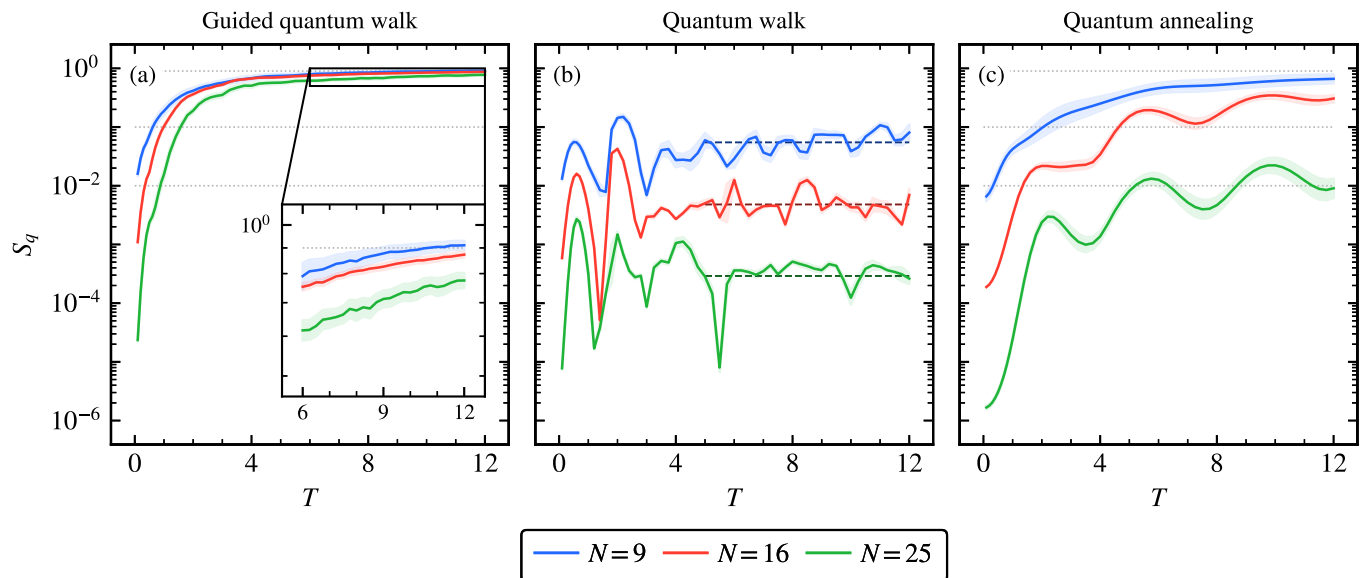 Guided quantum walk
Quantum walk
Quantum annealing
(a)
(b)
(c)
S_q
10^0
10^{-2}
10^{-4}
10^{-6}
10^0
6 9 12
0 4 8 12
0 4 8 12
0 4 8 12
T
T
T
N = 9 N = 16 N = 25